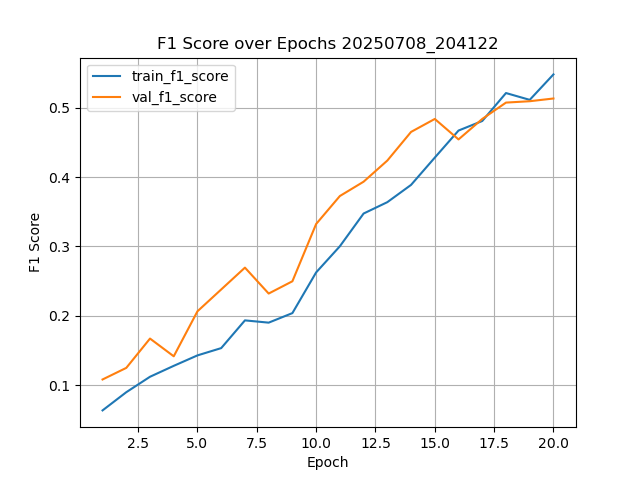 F1 Score over Epochs 20250708_204122
train_f1_score
val_f1_score
0.5
0.4
0.3
0.2
0.1
F1 Score
2.5 5.0 7.5 10.0 12.5 15.0 17.5 20.0
Epoch